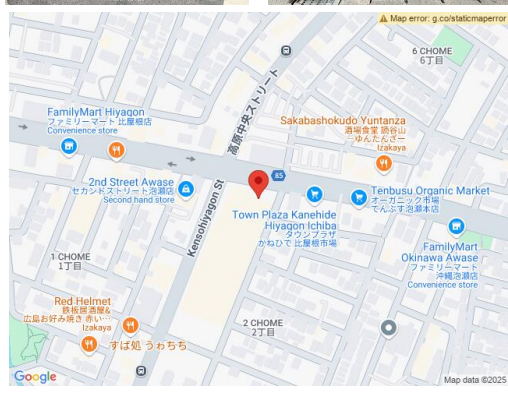 Map error: g.co/staticmaperror
6 CHOME
6丁目
高原中央ストリート
FamilyMart Hiyagon
ファミリーマート 比屋根店
Convenience store
Sakabashokudo Yuntanza
ーゆんたんざー
Izakaya
85
2nd Street Awase
セカンドストリート泡瀬店
Second hand store
Tenbusu Organic Market
オーガニック市場
てんぶす泡瀬本店
Kensohiyagon St
Town Plaza Kanehide
Hiyagon Ichiba
タウンプラザ
かねひで 比屋根市場
FamilyMart
Okinawa Awase
ファミリーマート
沖縄泡瀬店
Convenience store
1 CHOME
1丁目
Red Helmet
鉄板居酒屋&
広島お好み焼き 赤い…
Izakaya
2 CHOME
2丁目
すば処 うゎちち
Google
Map data ©2025